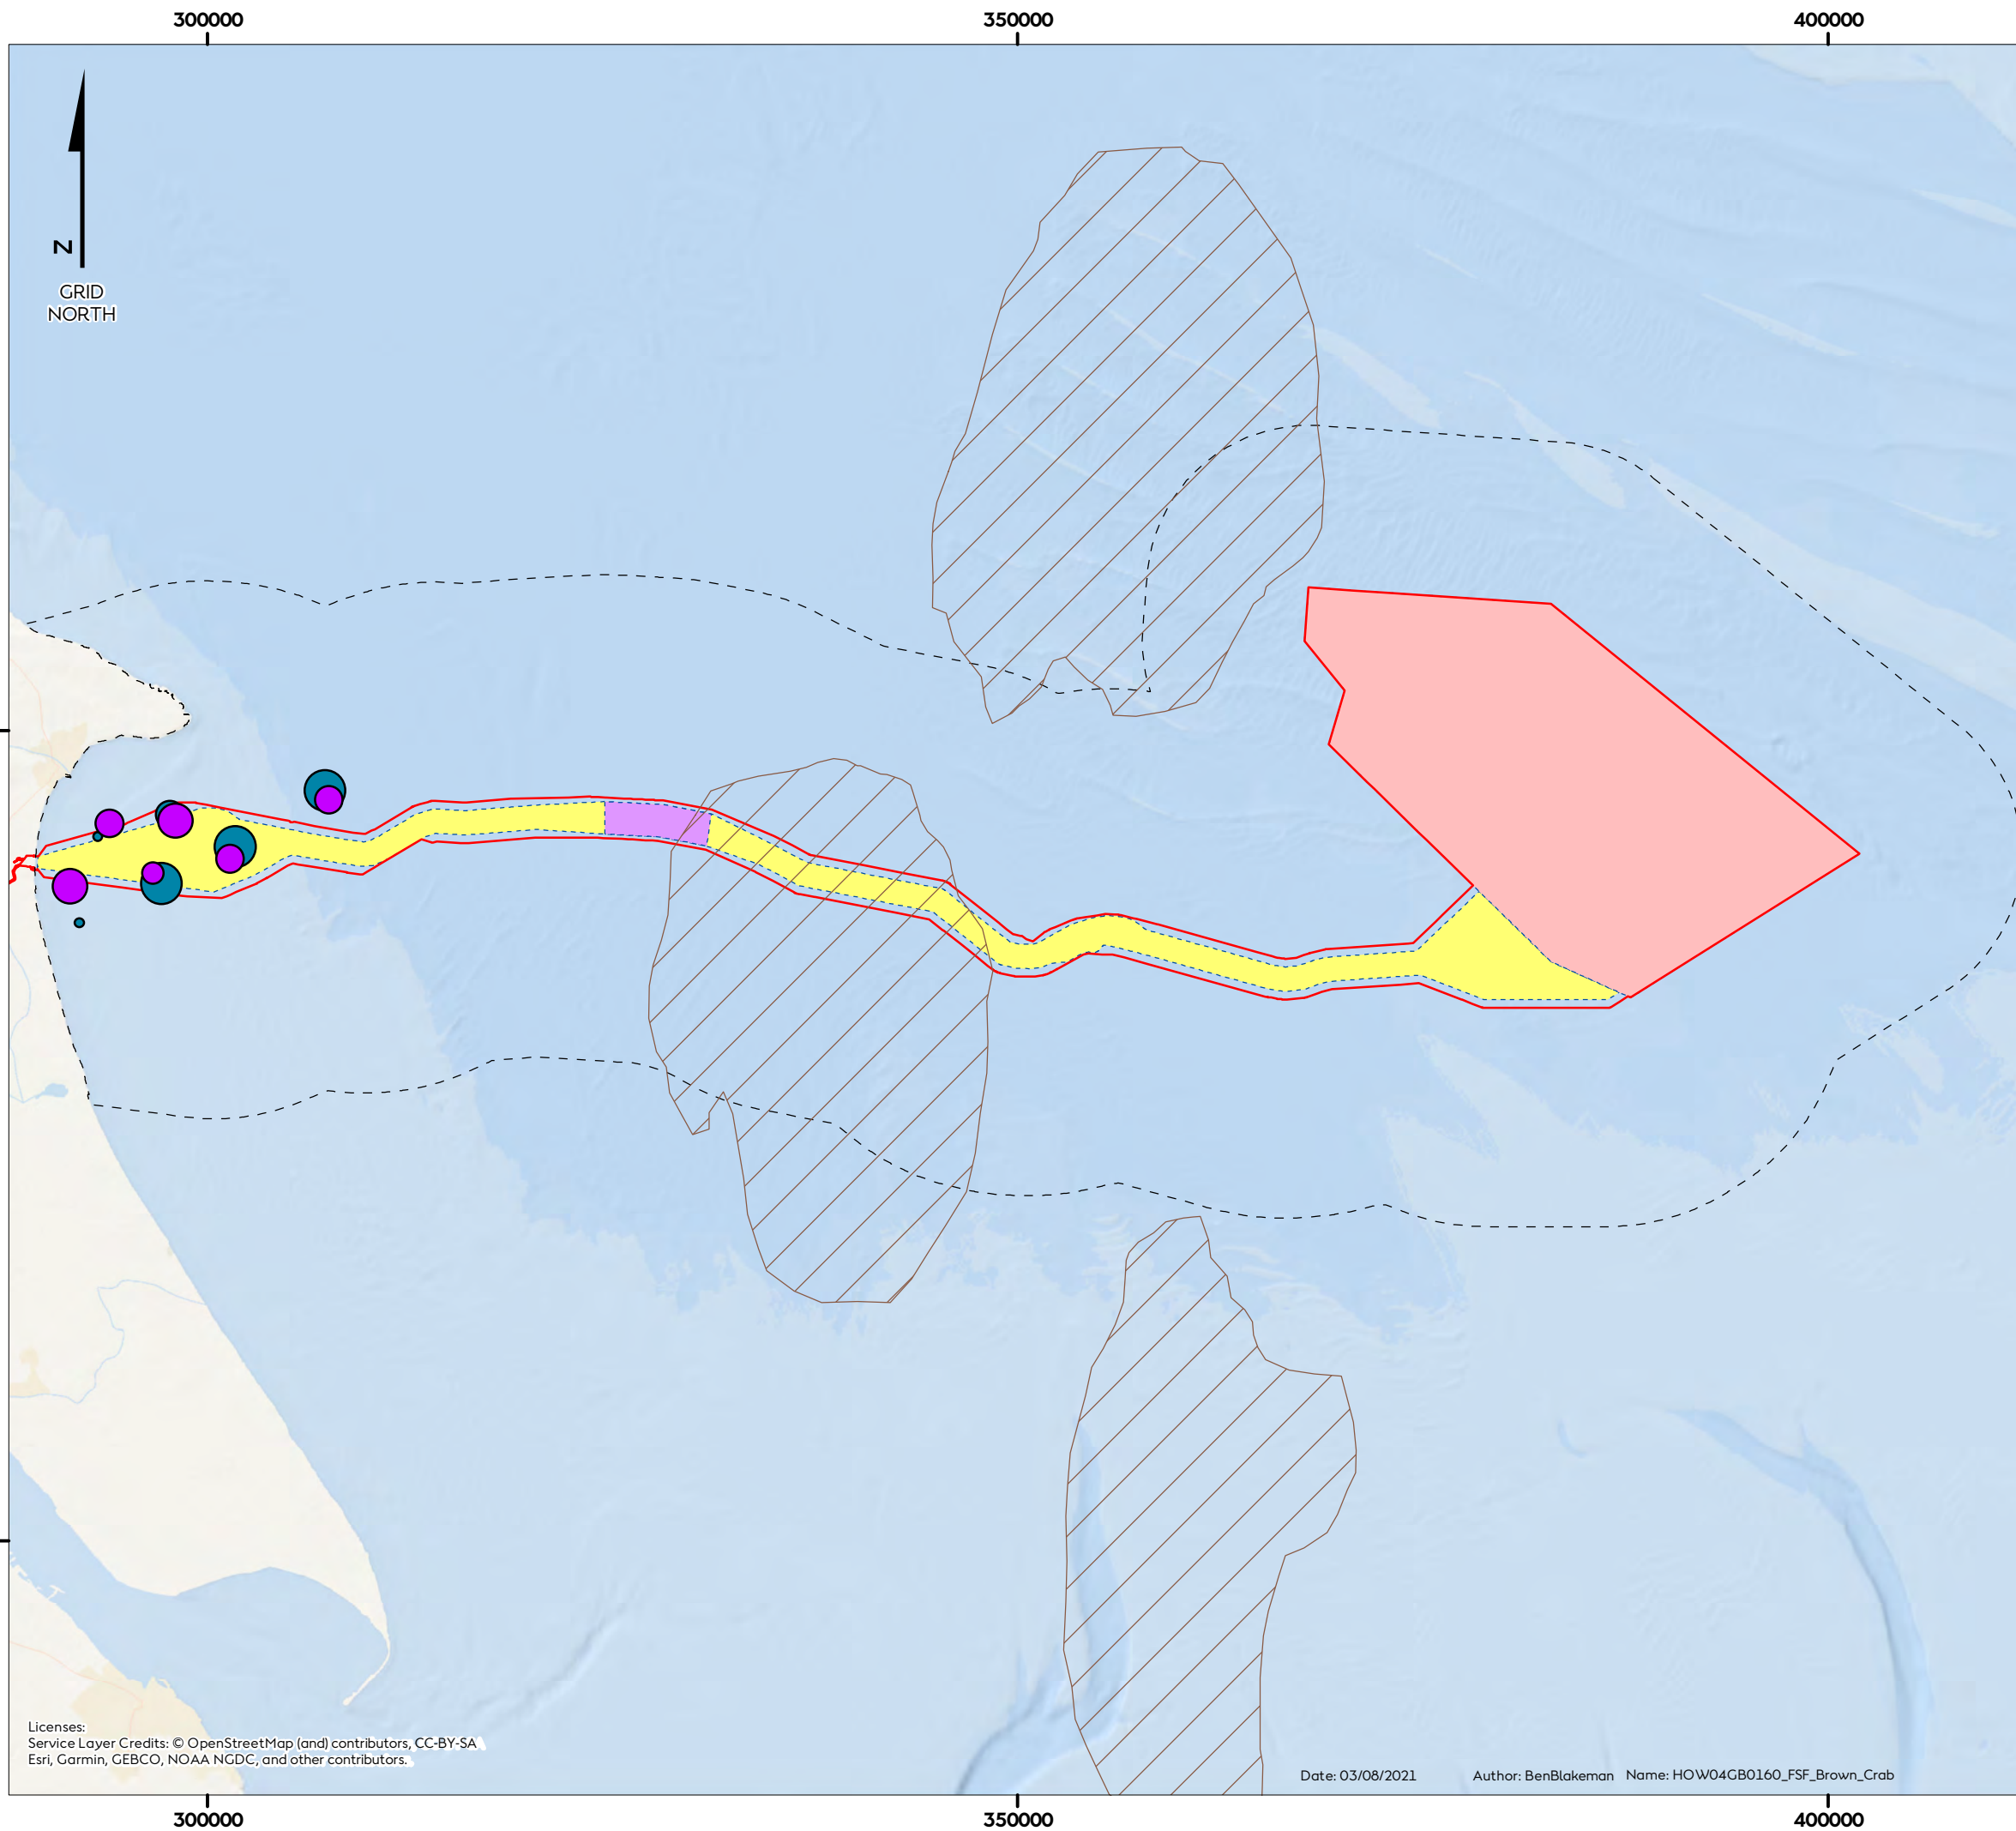 300000 350000 400000
N
GRID
NORTH
Licenses:
Service Layer Credits: © OpenStreetMap (and) contributors, CC-BY-SA
Esri, Garmin, GEBCO, NOAA NGDC, and other contributors.
Date: 03/08/2021 Author: BenBlakeman Name: HOW04GB0160_FSF_Brown_Crab
300000 350000 400000